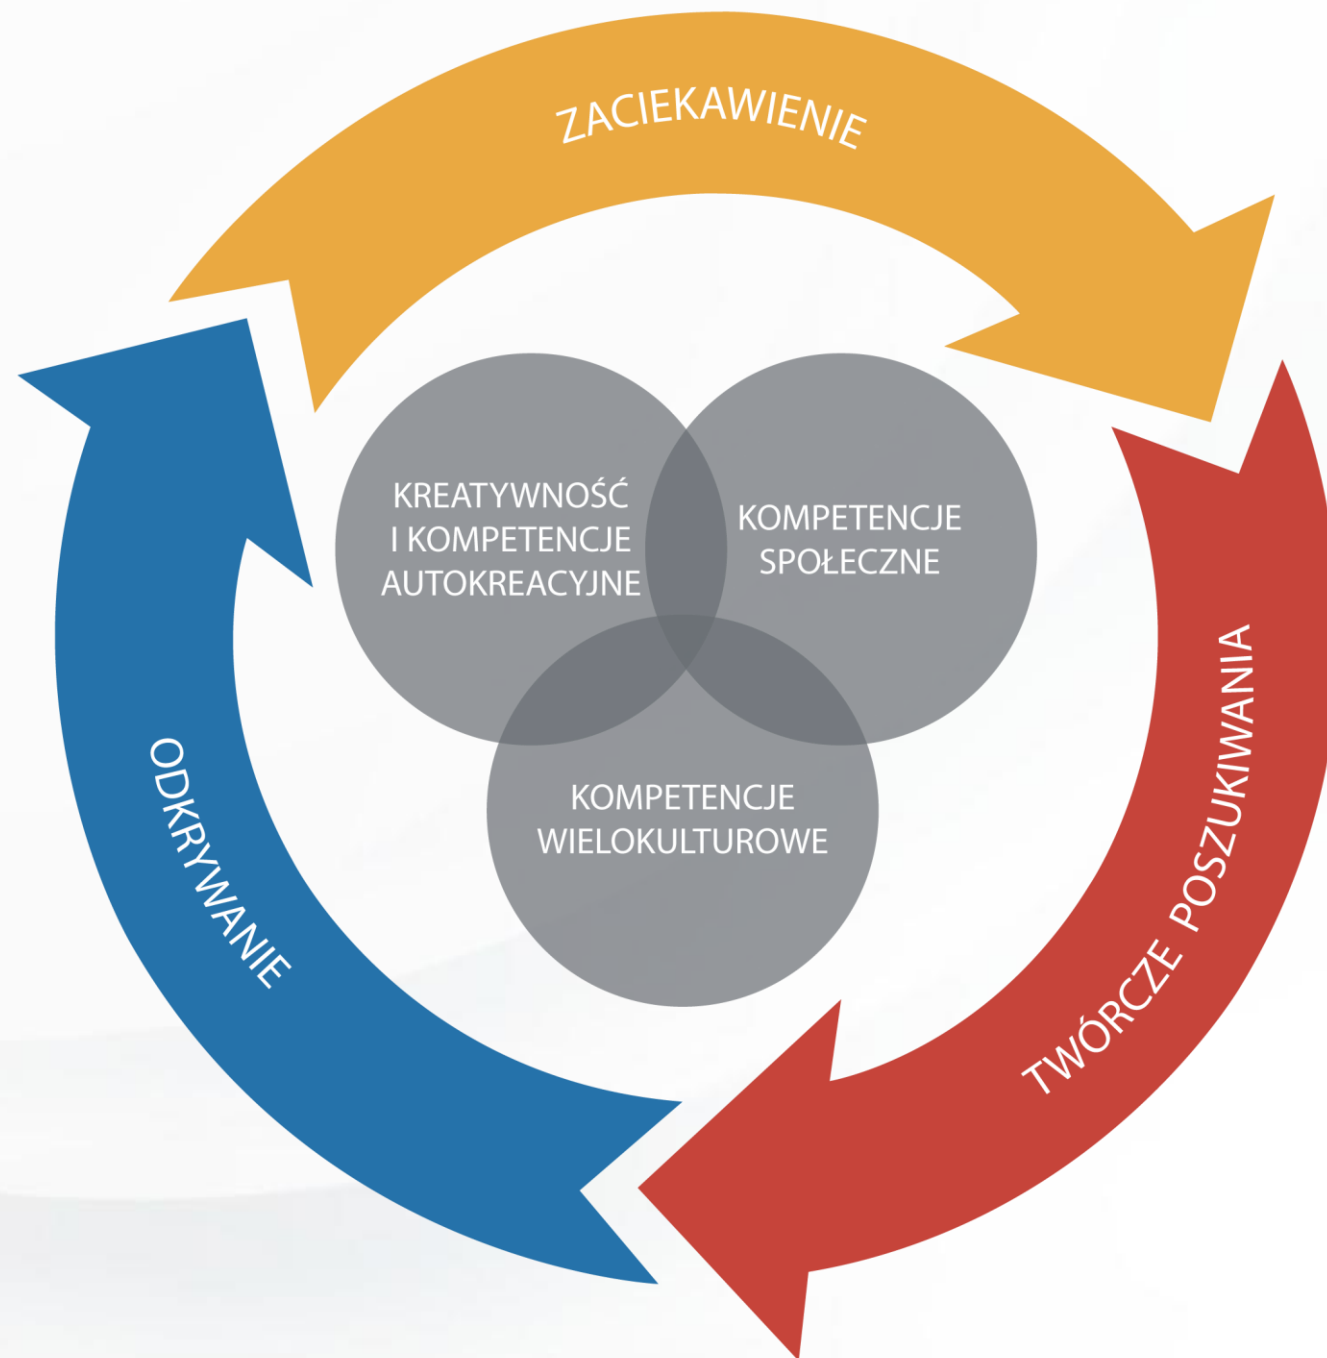 ZACIEKAWIENIE
KREATYWNOŚĆ
I KOMPETENCJE
AUTOKREACYJNE
KOMPETENCJE
SPOŁECZNE
KOMPETENCJE
WIELOKULTUROWE
TWÓRCZE POSZUKIWANIA
ODKRYWANIE